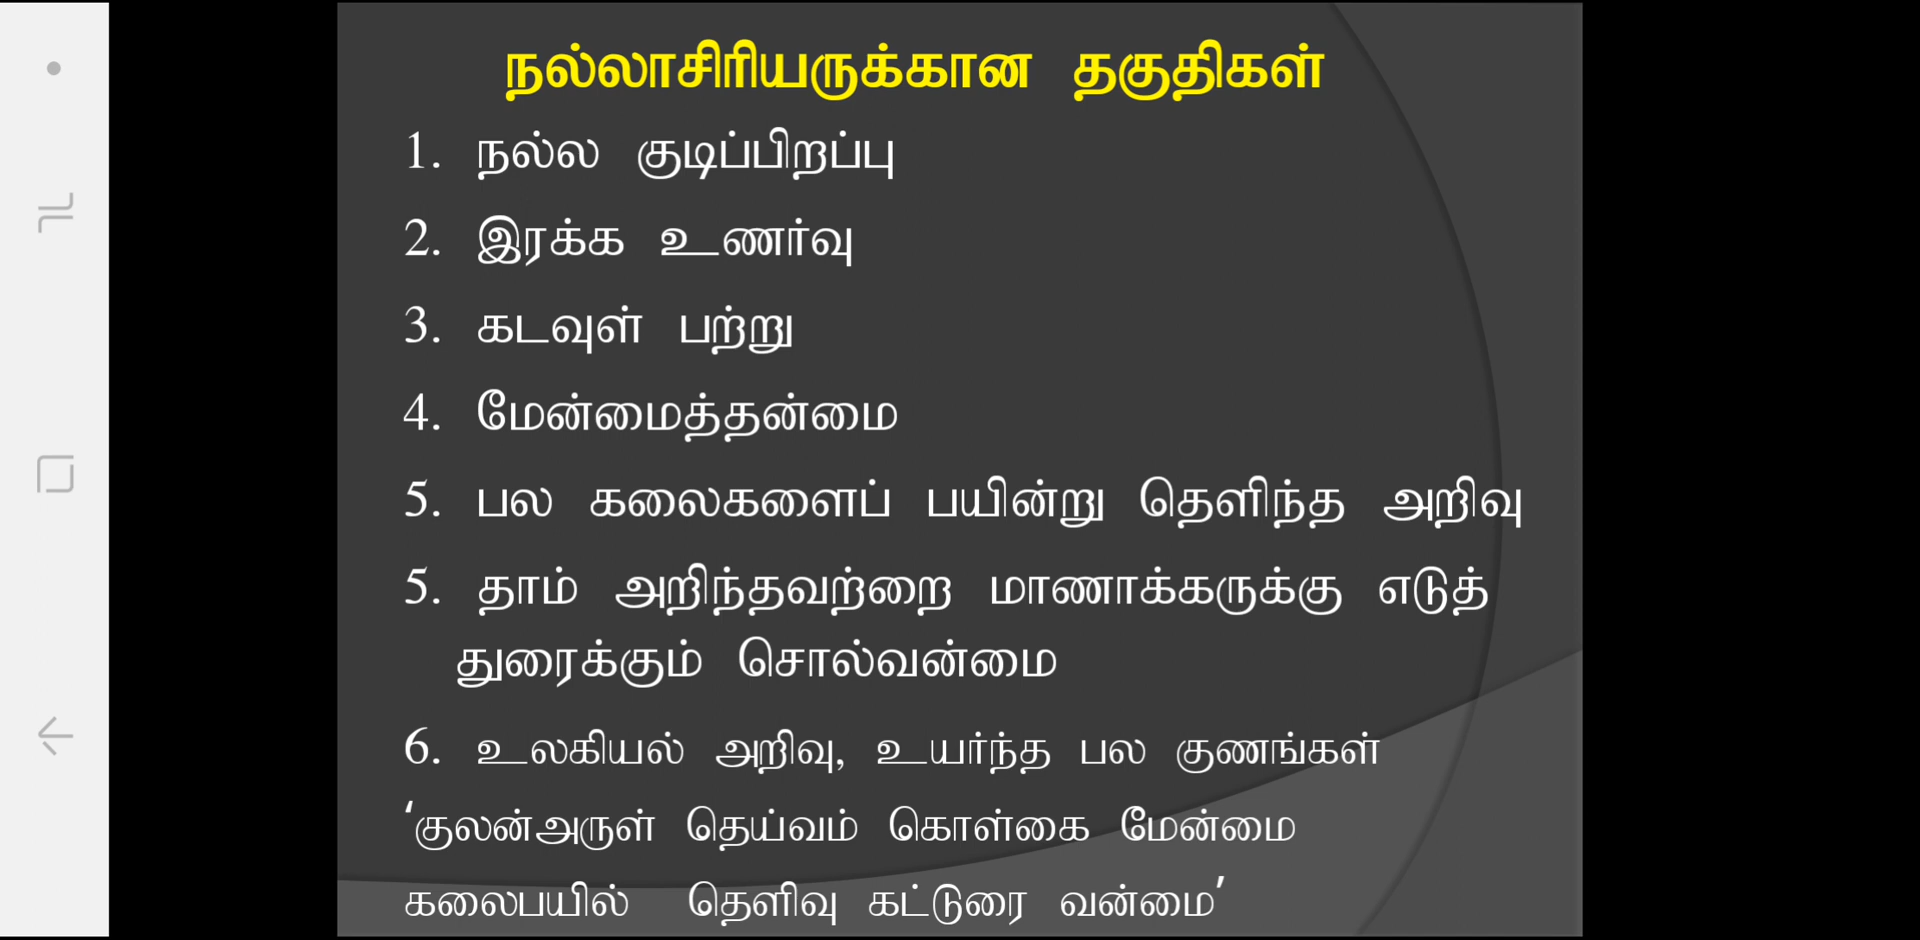 நல்லாசிரியருக்கான தகுதிகள்
1. நல்ல குடிப்பிறப்பு
2. இரக்க உணர்வு
3. கடவுள் பற்று
4. மேன்மைத்தன்மை
5. பல கலைகளைப் பயின்று தெளிந்த அறிவு
5. தாம் அறிந்தவற்றை மாணாக்கருக்கு எடுத்
துரைக்கும் சொல்வன்மை
6. உலகியல் அறிவு, உயர்ந்த பல குணங்கள்
‘குலன்அருள் தெய்வம் கொள்கை மேன்மை
கலைபயில் தெளிவு கட்டுரை வன்மை’